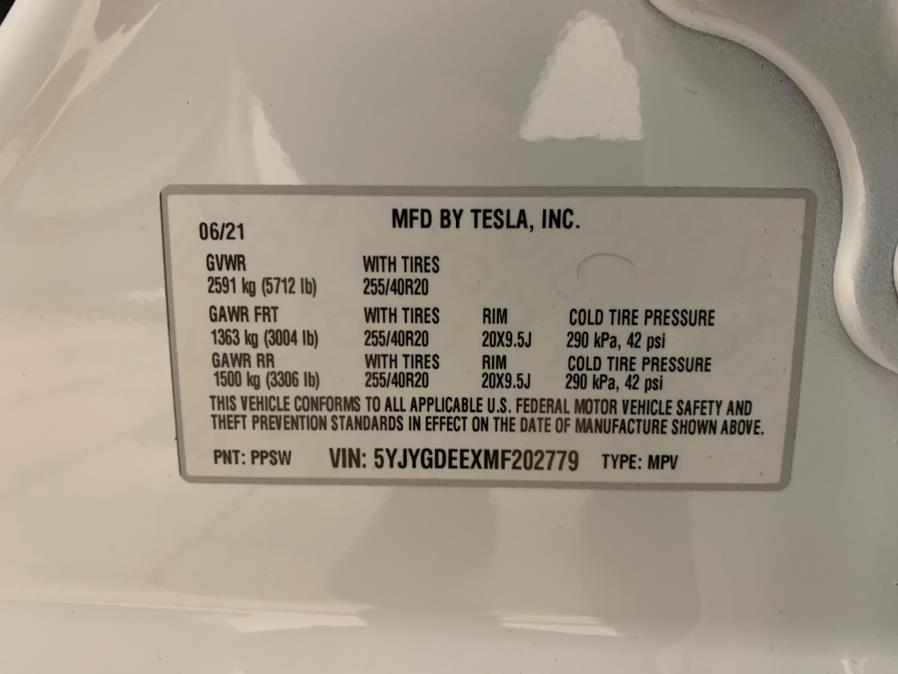 MFD BY TESLA, INC.
06/21
GVWR WITH TIRES
2591 kg (5712 lb) 255/40R20
GAWR FRT WITH TIRES RIM COLD TIRE PRESSURE
1363 kg (3004 lb) 255/40R20 20X9.5J 290 kPa, 42 psi
GAWR RR WITH TIRES RIM COLD TIRE PRESSURE
1500 kg (3306 lb) 255/40R20 20X9.5J 290 kPa, 42 psi
THIS VEHICLE CONFORMS TO ALL APPLICABLE U.S. FEDERAL MOTOR VEHICLE SAFETY AND
THEFT PREVENTION STANDARDS IN EFFECT ON THE DATE OF MANUFACTURE SHOWN ABOVE.
PNT: PPSW VIN: 5YJYGDEEXMF202779 TYPE: MPV